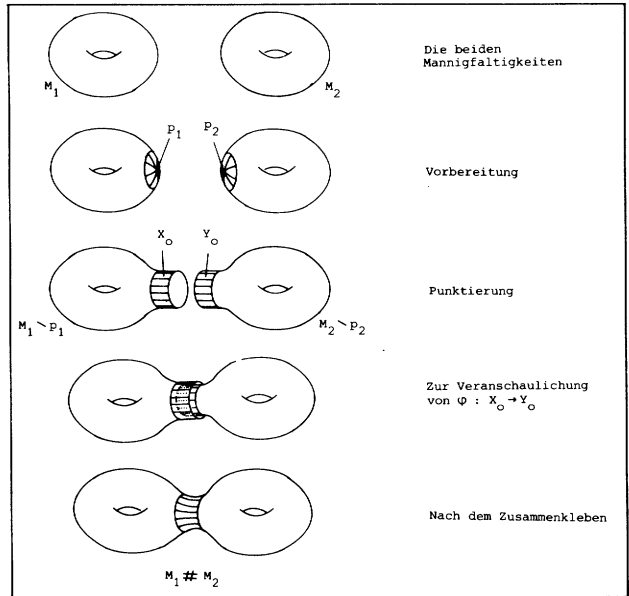 Die beiden
Mannigfaltigkeiten
M₁
M₂
p₁
p₂
Vorbereitung
X₀
Y₀
Punktierung
M₁∖p₁
M₂∖p₂
Zur Veranschaulichung
von φ : X₀→Y₀
Nach dem Zusammenkleben
M₁ # M₂